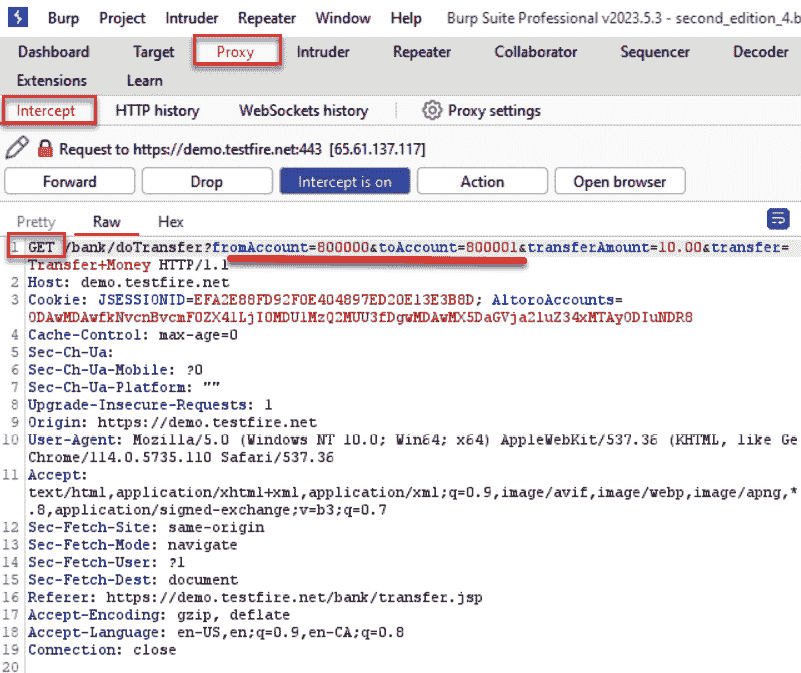 Burp Project Intruder Repeater Window Help Burp Suite Professional v2023.5.3 - second_edition_4.b
Dashboard Target Proxy Intruder Repeater Collaborator Sequencer Decoder
Extensions Learn
Intercept HTTP history WebSockets history Proxy settings
Request to https://demo.testfire.net:443 [65.61.137.117]
Forward Drop Intercept is on Action Open browser
Pretty Raw Hex
1 GET /bank/doTransfer?fromAccount=800000&toAccount=800001&transferAmount=10.00&transfer=
Transfer+Money HTTP/1.1
2 Host: demo.testfire.net
3 Cookie: JSESSIONID=EFA2E88FD92F0E404897ED20E13E3B8D; AltoroAccounts=
4 Cache-Control: max-age=0
5 Sec-Ch-Ua:
6 Sec-Ch-Ua-Mobile: ?0
7 Sec-Ch-Ua-Platform: ""
8 Upgrade-Insecure-Requests: 1
9 Origin: https://demo.testfire.net
10 User-Agent: Mozilla/5.0 (Windows NT 10.0; Win64; x64) AppleWebKit/537.36 (KHTML, like Ge
Chrome/114.0.5735.110 Safari/537.36
11 Accept:
text/html,application/xhtml+xml,application/xml;q=0.9,image/avif,image/webp,image/apng,*
.8,application/signed-exchange;v=b3;q=0.7
12 Sec-Fetch-Site: same-origin
13 Sec-Fetch-Mode: navigate
14 Sec-Fetch-User: ?1
15 Sec-Fetch-Dest: document
16 Referer: https://demo.testfire.net/bank/transfer.jsp
17 Accept-Encoding: gzip, deflate
18 Accept-Language: en-US,en;q=0.9,en-CA;q=0.8
19 Connection: close
20